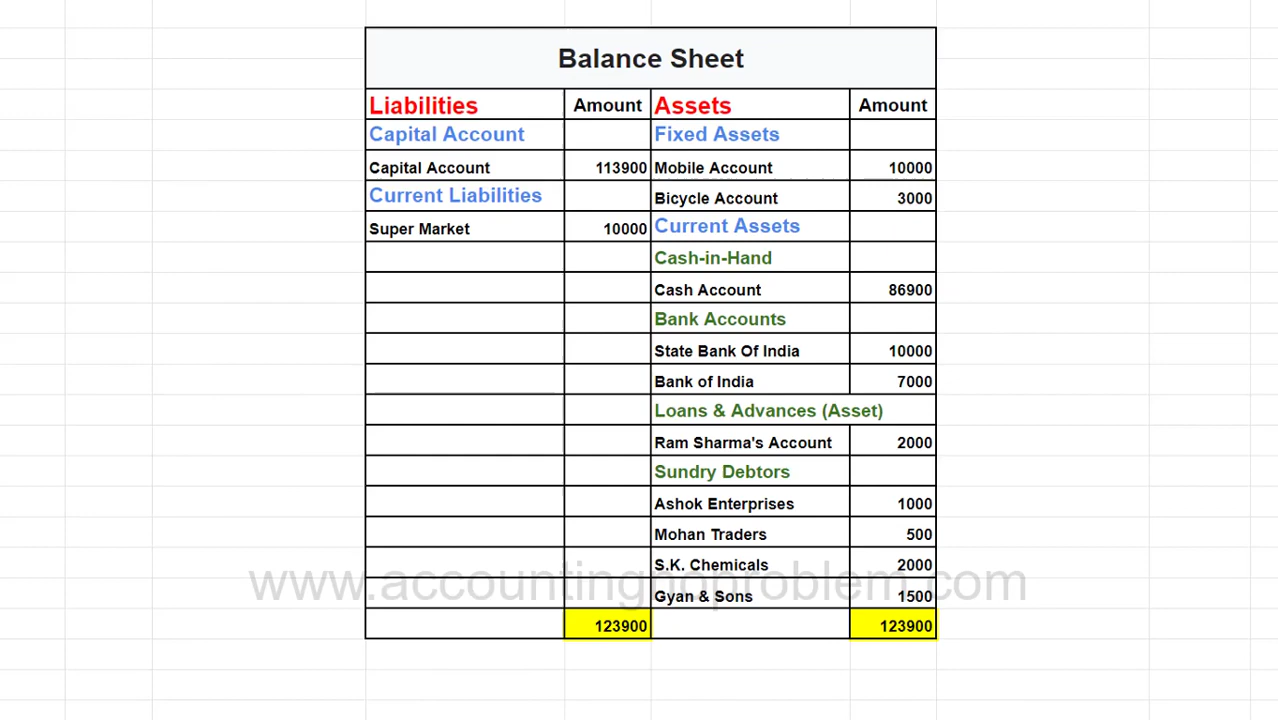 Balance Sheet
Liabilities Amount Assets Amount
Capital Account Fixed Assets
Capital Account 113900 Mobile Account 10000
Current Liabilities Bicycle Account 3000
Super Market 10000 Current Assets
Cash-in-Hand
Cash Account 86900
Bank Accounts
State Bank Of India 10000
Bank of India 7000
Loans & Advances (Asset)
Ram Sharma's Account 2000
Sundry Debtors
Ashok Enterprises 1000
Mohan Traders 500
S.K. Chemicals 2000
www.accountingnoproblem.com
Gyan & Sons 1500
123900 123900